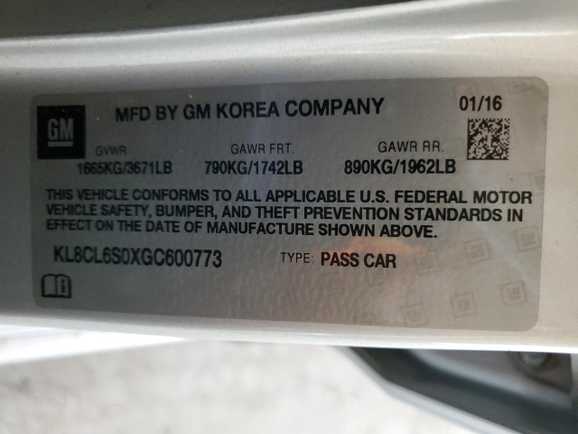 GM
MFD BY GM KOREA COMPANY 01/16
GVWR GAWR FRT. GAWR RR.
1665KG/3671LB 790KG/1742LB 890KG/1962LB
THIS VEHICLE CONFORMS TO ALL APPLICABLE U.S. FEDERAL MOTOR
VEHICLE SAFETY, BUMPER, AND THEFT PREVENTION STANDARDS IN
EFFECT ON THE DATE OF MANUFACTURE SHOWN ABOVE.
KL8CL6S0XGC600773 TYPE: PASS CAR